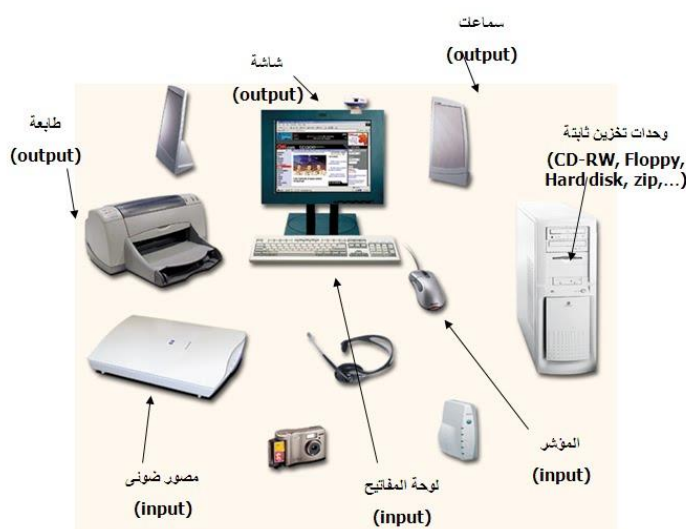 سماعات
(output)
شاشة
(output)
طابعة
(output)
وحدات تخزين ثابتة
(CD-RW, Floppy,
Hard disk, zip,...)
المؤشر
(input)
لوحة المفاتيح
(input)
مصور ضوئى
(input)